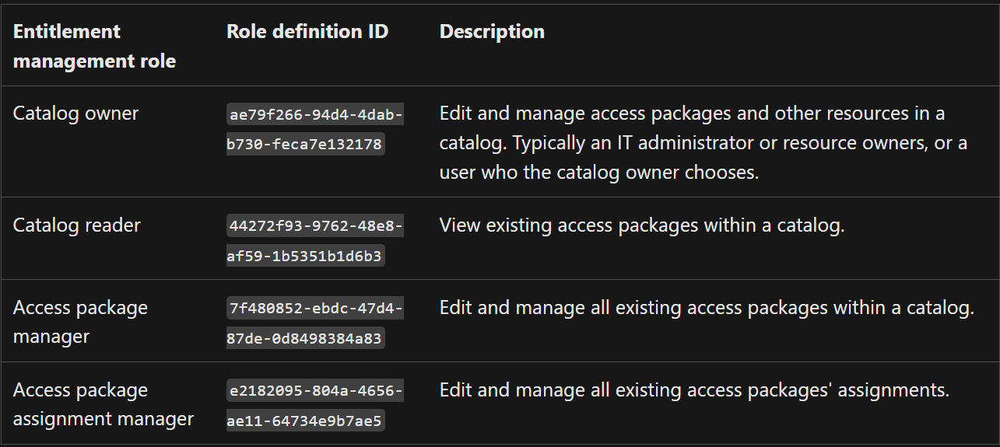 Entitlement management role Role definition ID Description
Catalog owner ae79f266-94d4-4dab-b730-feca7e132178 Edit and manage access packages and other resources in a catalog. Typically an IT administrator or resource owners, or a user who the catalog owner chooses.
Catalog reader 44272f93-9762-48e8-af59-1b5351b1d6b3 View existing access packages within a catalog.
Access package manager 7f480852-ebdc-47d4-87de-0d8498384a83 Edit and manage all existing access packages within a catalog.
Access package assignment manager e2182095-804a-4656-ae11-64734e9b7ae5 Edit and manage all existing access packages' assignments.